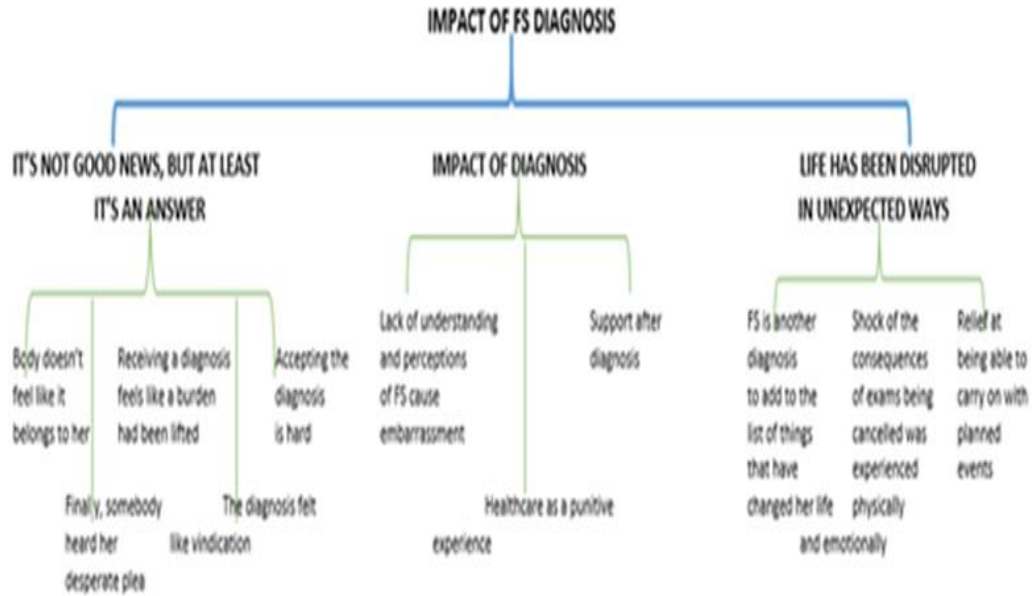 IMPACT OF FS DIAGNOSIS
IT'S NOT GOOD NEWS, BUT AT LEAST
IT'S AN ANSWER
Body doesn't
feel like it
belongs to her
Receiving a diagnosis
feels like a burden
had been lifted
Accepting the
diagnosis
is hard
Finally, somebody
heard her
desperate plea
The diagnosis felt
like vindication
IMPACT OF DIAGNOSIS
Lack of understanding
and perceptions
of FS cause
embarrassment
Support after
diagnosis
Healthcare as a punitive
experience
LIFE HAS BEEN DISRUPTED
IN UNEXPECTED WAYS
FS is another
diagnosis
to add to the
list of things
that have
changed her life
Shock of the
consequences
of exams being
cancelled was
experienced
physically
and emotionally
Relief at
being able to
carry on with
planned
events